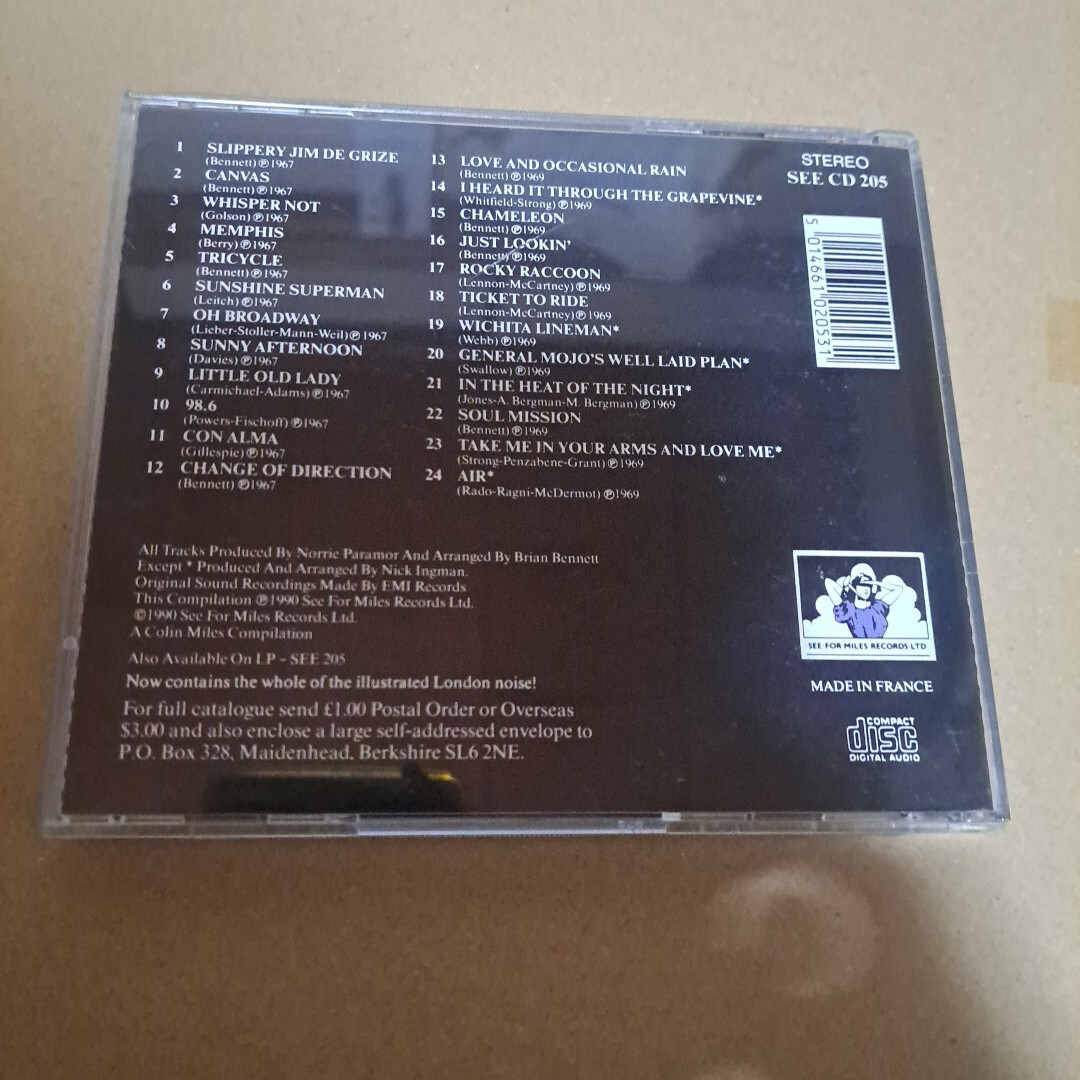 1 SLIPPERY JIM DE GRIZE
(Bennett) ℗1967
2 CANVAS
(Bennett) ℗1967
3 WHISPER NOT
(Golson) ℗1967
4 MEMPHIS
(Berry) ℗1967
5 TRICYCLE
(Bennett) ℗1967
6 SUNSHINE SUPERMAN
(Leitch) ℗1967
7 OH BROADWAY
(Lieber-Stoller-Mann-Weil) ℗1967
8 SUNNY AFTERNOON
(Davies) ℗1967
9 LITTLE OLD LADY
(Carmichael-Adams) ℗1967
10 98.6
(Powers-Fischoff) ℗1967
11 CON ALMA
(Gillespie) ℗1967
12 CHANGE OF DIRECTION
(Bennett) ℗1967
13 LOVE AND OCCASIONAL RAIN
(Bennett) ℗1969
14 I HEARD IT THROUGH THE GRAPEVINE*
(Whitfield-Strong) ℗1969
15 CHAMELEON
(Bennett) ℗1969
16 JUST LOOKIN'
(Bennett) ℗1969
17 ROCKY RACCOON
(Lennon-McCartney) ℗1969
18 TICKET TO RIDE
(Lennon-McCartney) ℗1969
19 WICHITA LINEMAN*
(Webb) ℗1969
20 GENERAL MOJO'S WELL LAID PLAN*
(Swallow) ℗1969
21 IN THE HEAT OF THE NIGHT*
(Jones-A. Bergman-M. Bergman) ℗1969
22 SOUL MISSION
(Bennett) ℗1969
23 TAKE ME IN YOUR ARMS AND LOVE ME*
(Strong-Penzabene-Grant) ℗1969
24 AIR*
(Rado-Ragni-McDermot) ℗1969
STEREO
SEE CD 205
5 014661 020531
All Tracks Produced By Norrie Paramor And Arranged By Brian Bennett
Except * Produced And Arranged By Nick Ingman.
Original Sound Recordings Made By EMI Records
This Compilation ℗1990 See For Miles Records Ltd.
©1990 See For Miles Records Ltd.
A Colin Miles Compilation
Also Available On LP - SEE 205
Now contains the whole of the illustrated London noise!
For full catalogue send £1.00 Postal Order or Overseas
$3.00 and also enclose a large self-addressed envelope to
P.O. Box 328, Maidenhead, Berkshire SL6 2NE.
SEE·FOR·MILES RECORDS LTD
MADE IN FRANCE
COMPACT
disc
DIGITAL AUDIO